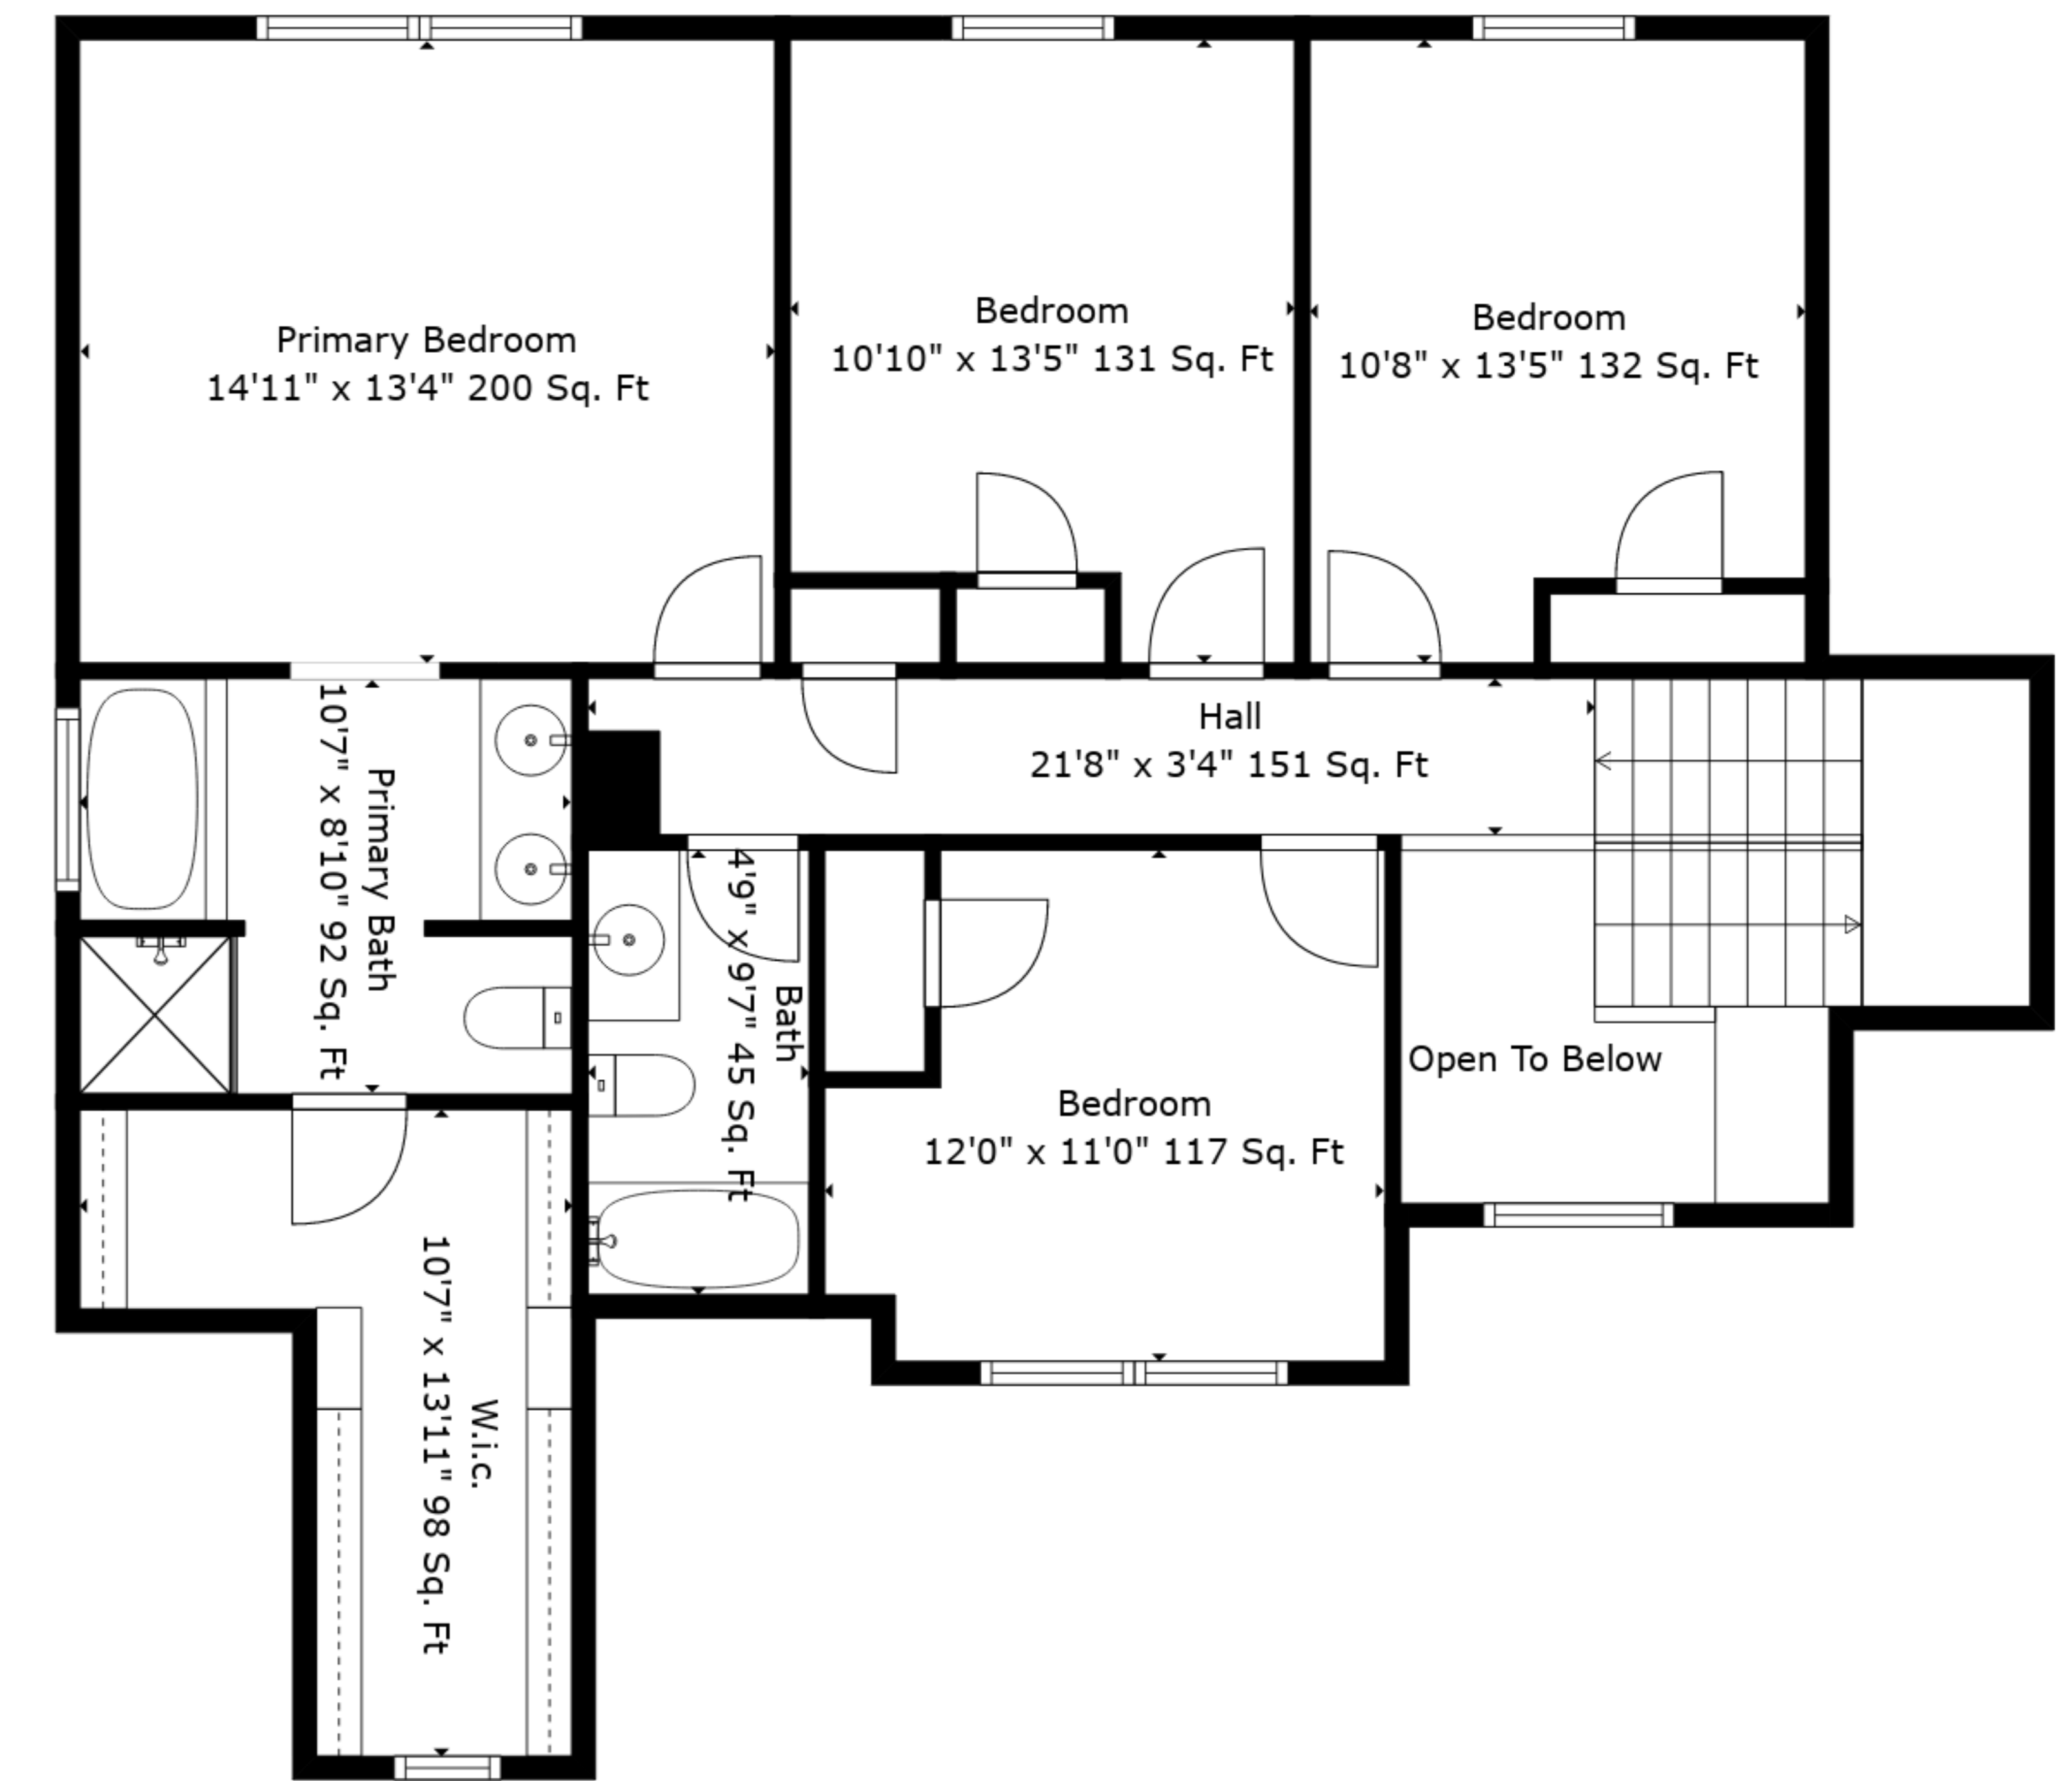 Primary Bedroom
14'11" x 13'4" 200 Sq. Ft
Bedroom
10'10" x 13'5" 131 Sq. Ft
Bedroom
10'8" x 13'5" 132 Sq. Ft
Hall
21'8" x 3'4" 151 Sq. Ft
Primary Bath
10'7" x 8'10" 92 Sq. Ft
Bath
4'9" x 9'7" 45 Sq. Ft
Bedroom
12'0" x 11'0" 117 Sq. Ft
Open To Below
W.i.c.
10'7" x 13'11" 98 Sq. Ft